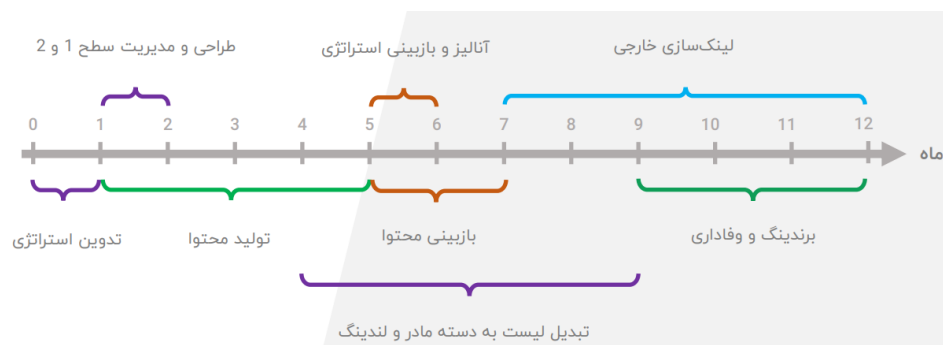 طراحی و مدیریت سطح 1 و 2
آنالیز و بازبینی استراتژی
لینک‌سازی خارجی
0 1 2 3 4 5 6 7 8 9 10 11 12
ماه
تدوین استراتژی
تولید محتوا
بازبینی محتوا
برندینگ و وفاداری
تبدیل لیست به دسته مادر و لندینگ